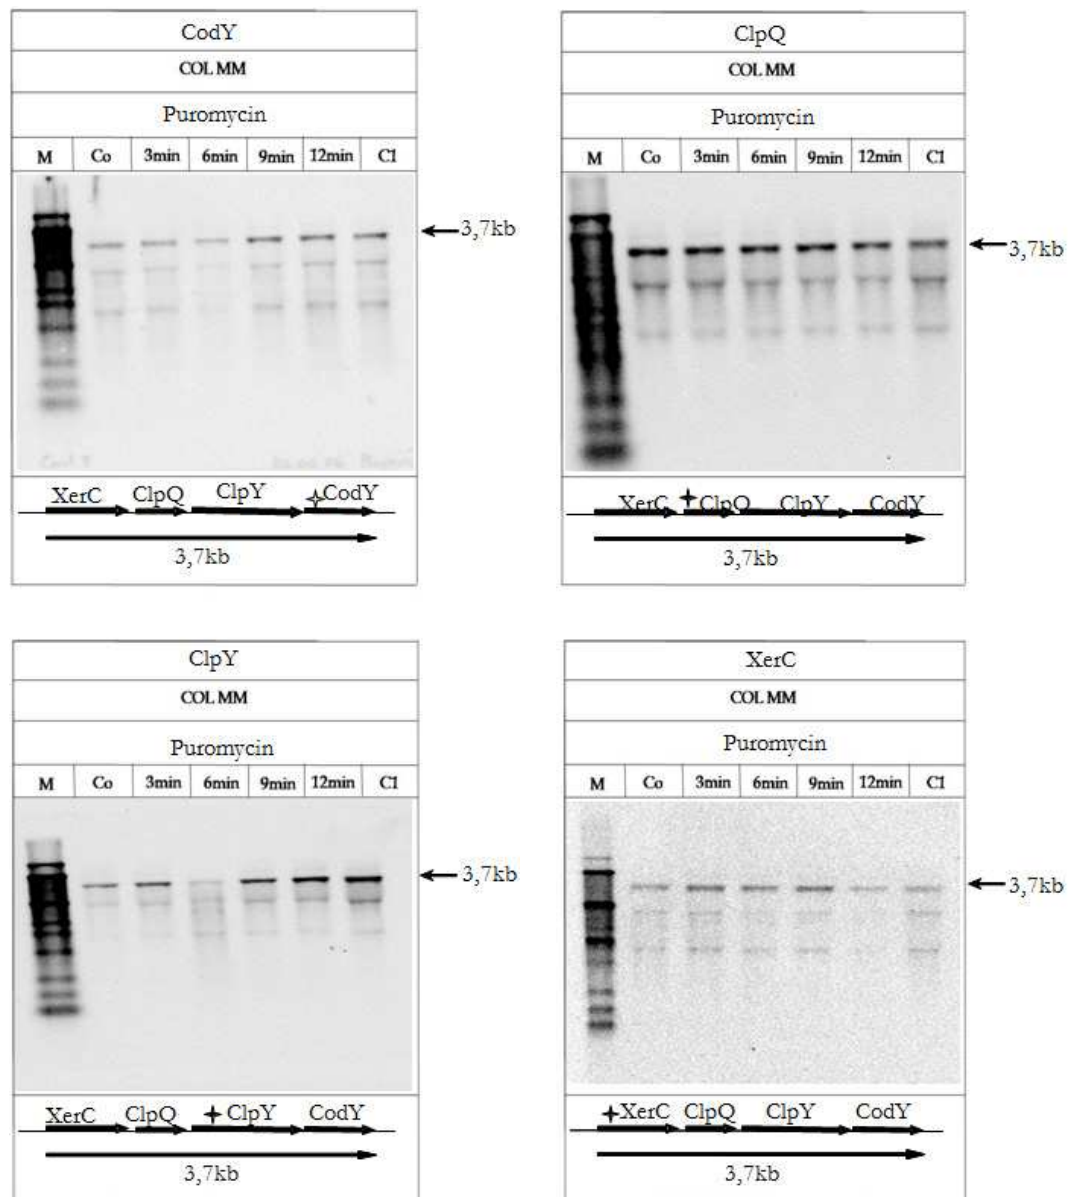 CodY
COL MM
Puromycin
M Co 3min 6min 9min 12min C1
3,7kb
XerC ClpQ ClpY CodY
3,7kb
ClpQ
COL MM
Puromycin
M Co 3min 6min 9min 12min C1
3,7kb
XerC ClpQ ClpY CodY
3,7kb
ClpY
COL MM
Puromycin
M Co 3min 6min 9min 12min C1
3,7kb
XerC ClpQ ClpY CodY
3,7kb
XerC
COL MM
Puromycin
M Co 3min 6min 9min 12min C1
3,7kb
XerC ClpQ ClpY CodY
3,7kb